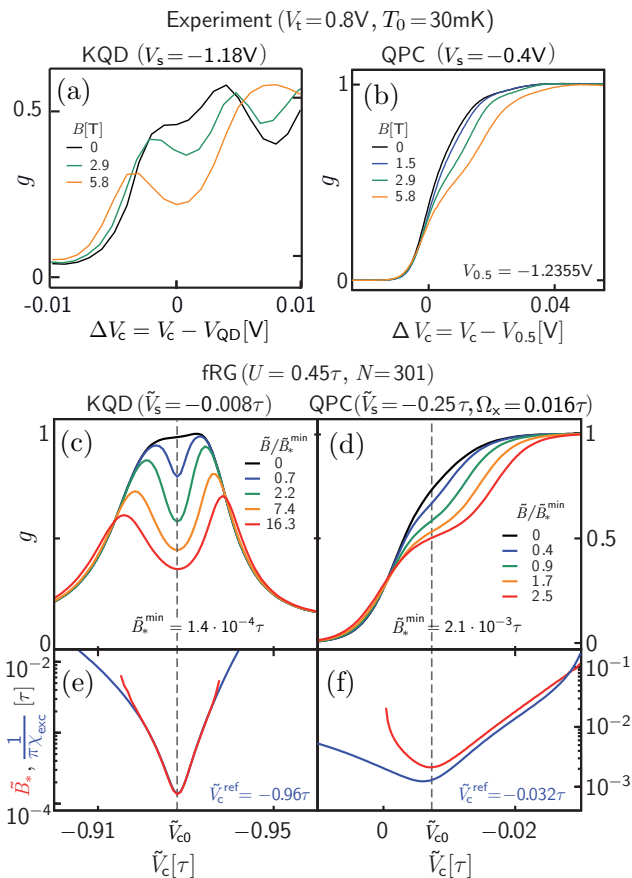 Experiment (V_t = 0.8V, T_0 = 30mK)
KQD (V_s = −1.18V)
QPC (V_s = −0.4V)
(a)
0.5
B[T]
0
2.9
5.8
g
0
-0.01
0
0.01
ΔV_c = V_c − V_QD [V]
(b)
1
B[T]
0
1.5
2.9
5.8
g
0
V_0.5 = −1.2355V
0
0.04
Δ V_c = V_c − V_0.5 [V]
fRG (U = 0.45τ, N=301)
KQD (Ṽ_s = −0.008τ)
QPC(Ṽ_s = −0.25τ, Ω_x = 0.016τ)
(c)
1
B̃/B̃_*^min
0
0.7
2.2
7.4
16.3
g
0
B̃_*^min = 1.4 · 10^−4 τ
(d)
1
B̃/B̃_*^min
0
0.4
0.9
1.7
2.5
0.5
B̃_*^min = 2.1 · 10^−3 τ
0
(e)
10^−2
B̃_*, 1/(πχ_exc) [τ]
10^−4
Ṽ_c^ref = −0.96τ
−0.91
Ṽ_c0
−0.95
Ṽ_c[τ]
(f)
10^−1
10^−2
10^−3
Ṽ_c^ref = −0.032τ
0
Ṽ_c0
−0.02
Ṽ_c[τ]